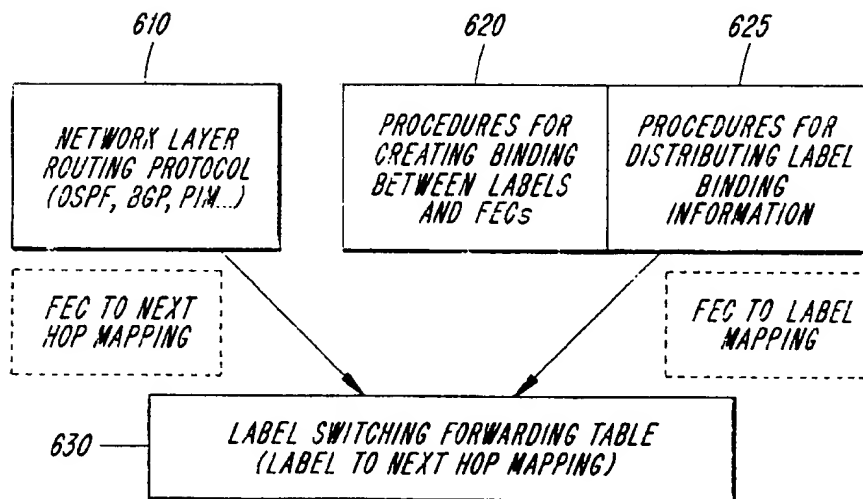 610
620
625
NETWORK LAYER
ROUTING PROTOCOL
(OSPF, BGP, PIM...)
PROCEDURES FOR
CREATING BINDING
BETWEEN LABELS
AND FECs
PROCEDURES FOR
DISTRIBUTING LABEL
BINDING
INFORMATION
FEC TO NEXT
HOP MAPPING
FEC TO LABEL
MAPPING
630
LABEL SWITCHING FORWARDING TABLE
(LABEL TO NEXT HOP MAPPING)